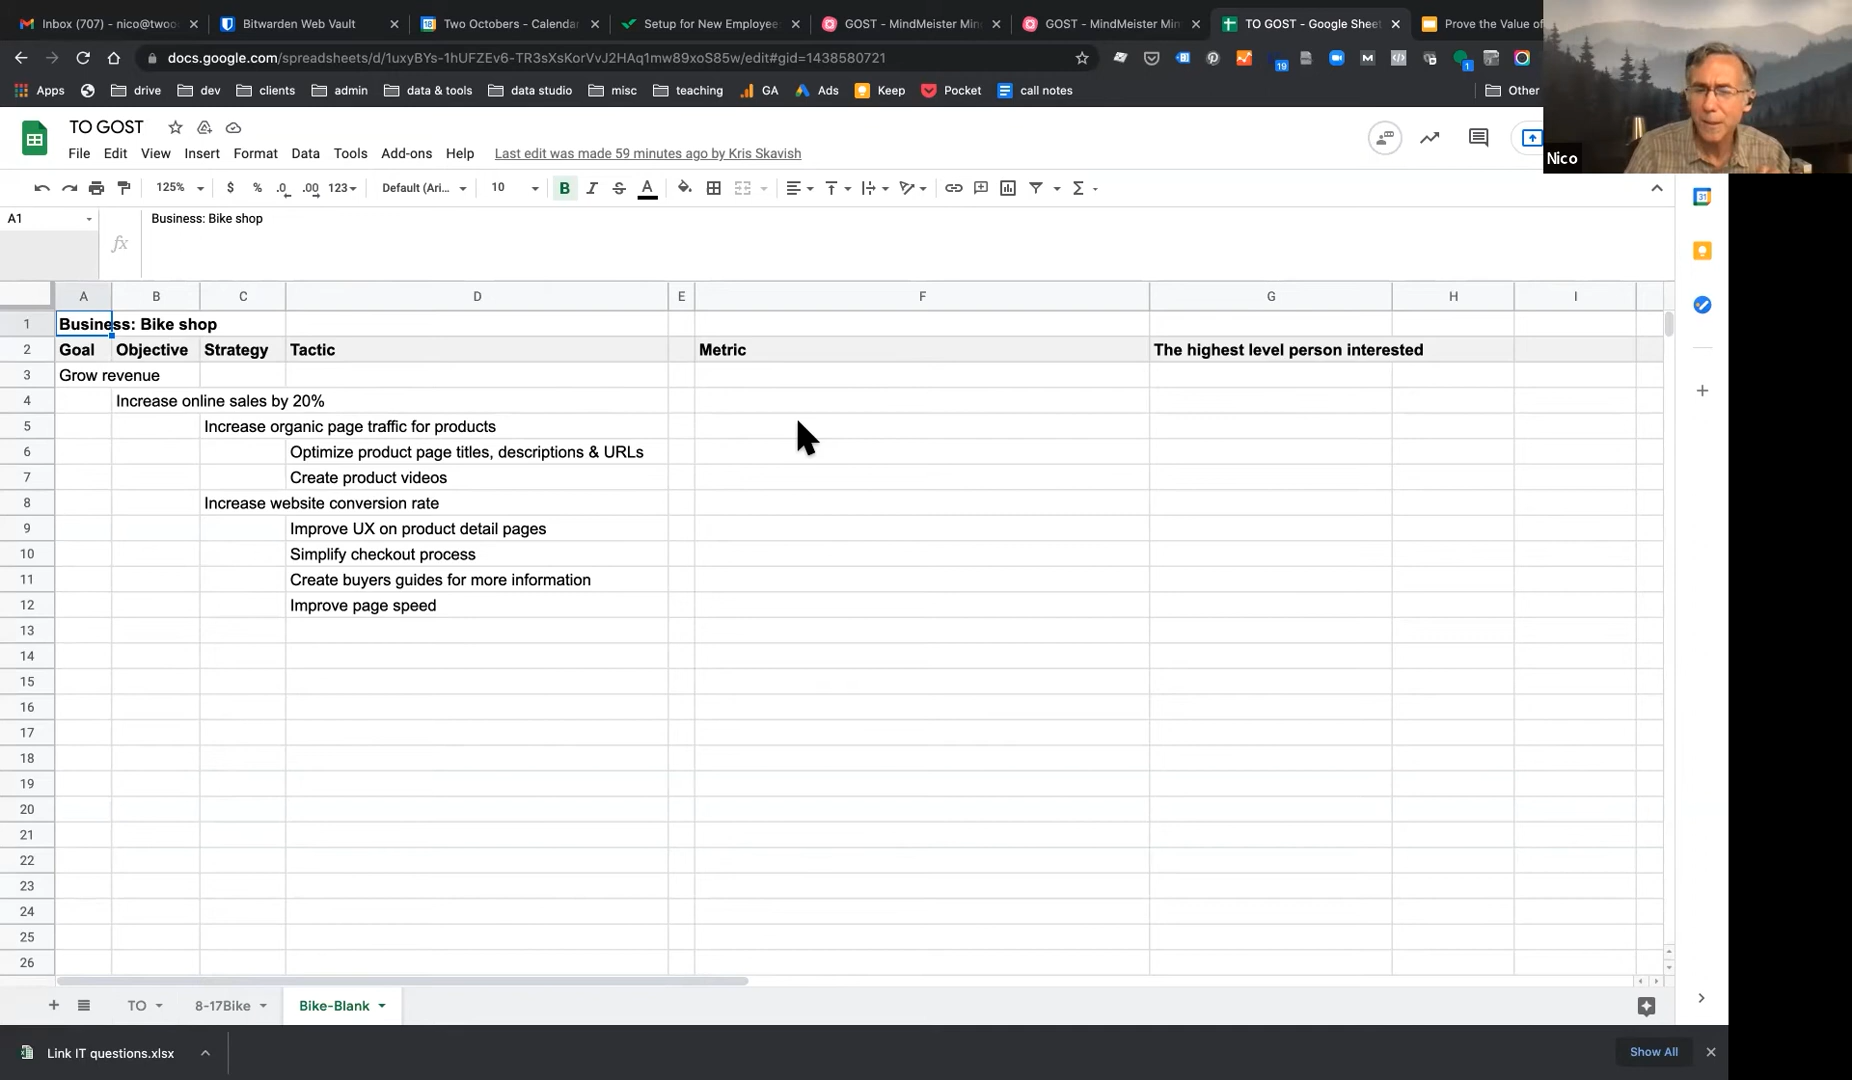 Inbox (707) - nico@twooc
Bitwarden Web Vault
Two Octobers - Calendar
Setup for New Employee
GOST - MindMeister Min
GOST - MindMeister Min
TO GOST - Google Sheet
Prove the Value of
docs.google.com/spreadsheets/d/1uxyBYs-1hUFZEv6-TR3sXsKorVvJ2HAq1mw89xoS85w/edit#gid=1438580721
19
1
Apps
drive
dev
clients
admin
data & tools
data studio
misc
teaching
GA
Ads
Keep
Pocket
call notes
Other
TO GOST
File Edit View Insert Format Data Tools Add-ons Help Last edit was made 59 minutes ago by Kris Skavish
Nico
125% $ % .0 .00 123 Default (Ari... 10 B I S A
31
A1
Business: Bike shop
fx
A B C D E F G H I
1 Business: Bike shop
2 Goal Objective Strategy Tactic Metric The highest level person interested
3 Grow revenue
4 Increase online sales by 20%
5 Increase organic page traffic for products
6 Optimize product page titles, descriptions & URLs
7 Create product videos
8 Increase website conversion rate
9 Improve UX on product detail pages
10 Simplify checkout process
11 Create buyers guides for more information
12 Improve page speed
13
14
15
16
17
18
19
20
21
22
23
24
25
26
TO
8-17Bike
Bike-Blank
Link IT questions.xlsx
Show All